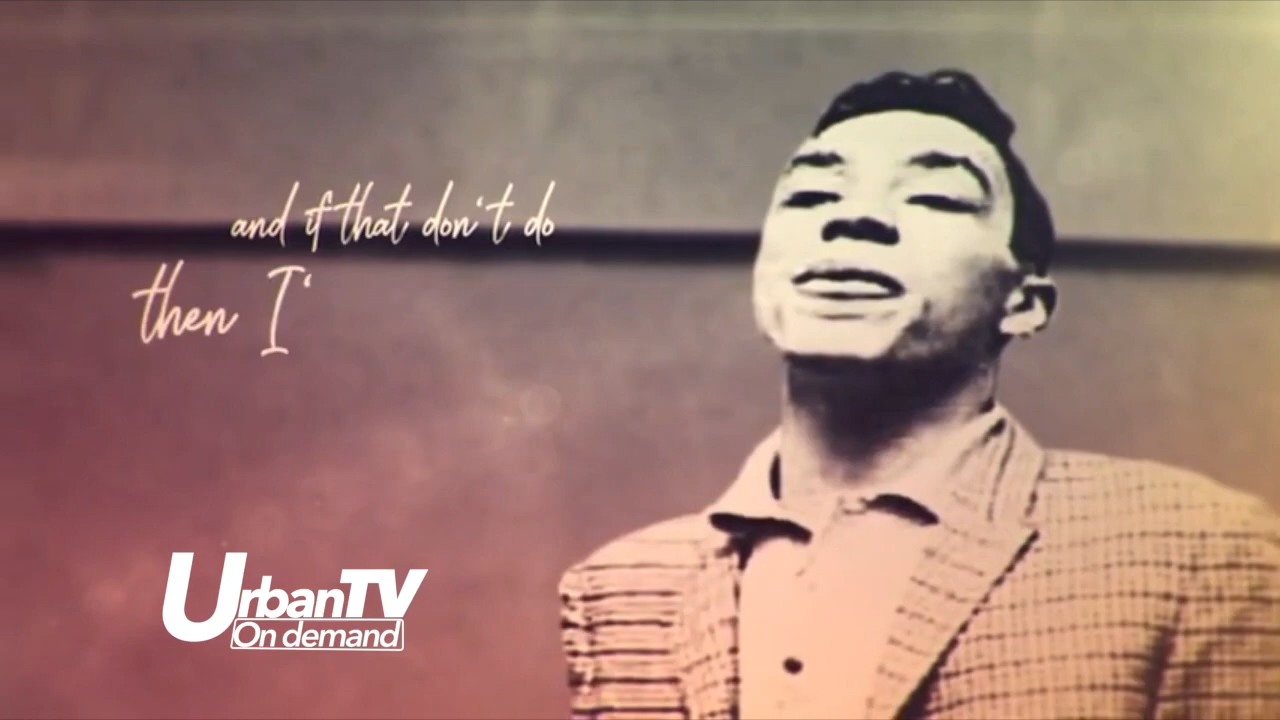 and if that don't do
then I'
UrbanTV
On demand